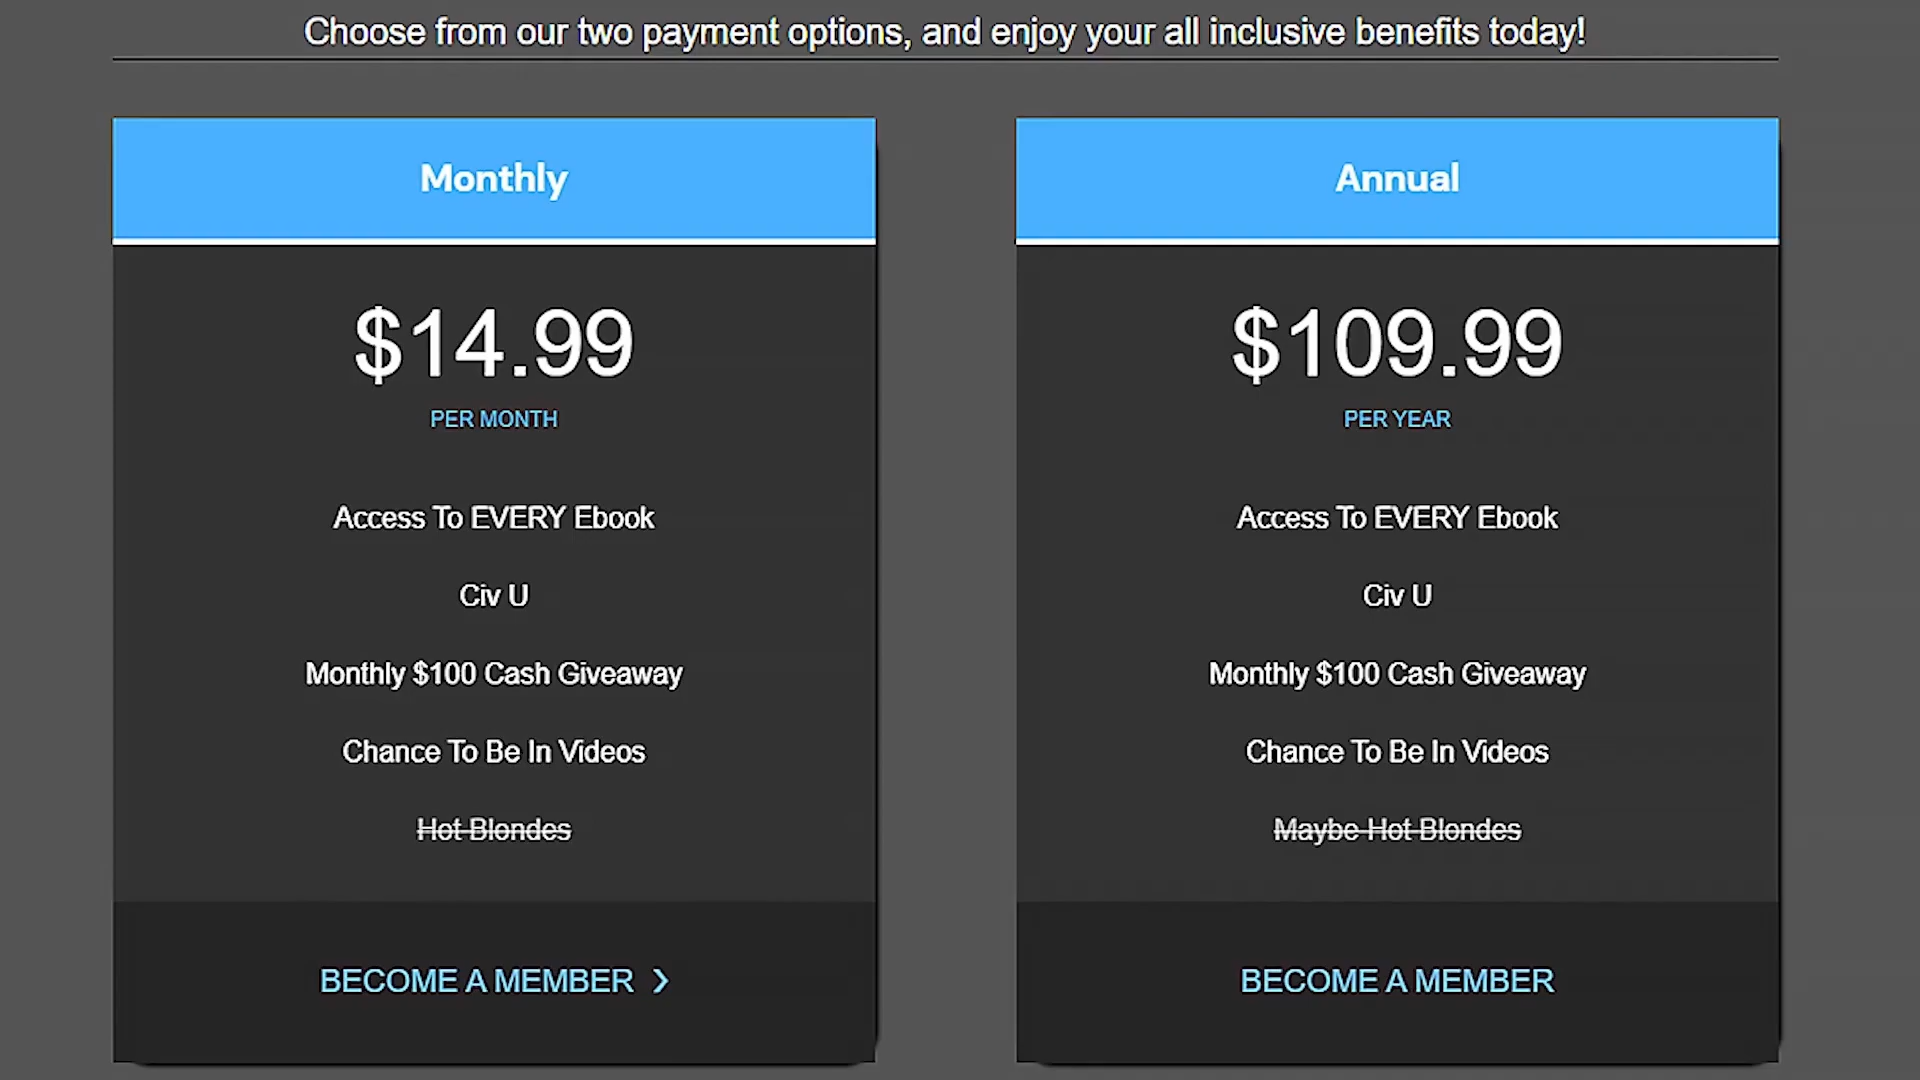 Choose from our two payment options, and enjoy your all inclusive benefits today!
Monthly
$14.99
PER MONTH
Access To EVERY Ebook
Civ U
Monthly $100 Cash Giveaway
Chance To Be In Videos
Hot Blondes
BECOME A MEMBER
Annual
$109.99
PER YEAR
Access To EVERY Ebook
Civ U
Monthly $100 Cash Giveaway
Chance To Be In Videos
Maybe Hot Blondes
BECOME A MEMBER